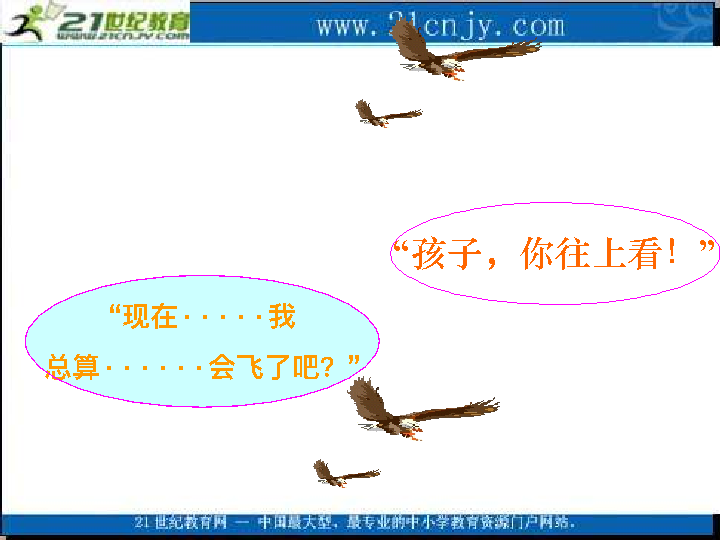 21世纪教育
WWW.21CNJY.COM
www.21cnjy.com
“孩子，你往上看！”
“现在·····我
总算······会飞了吧？”
21世纪教育网 — 中国最大型、最专业的中小学教育资源门户网站.